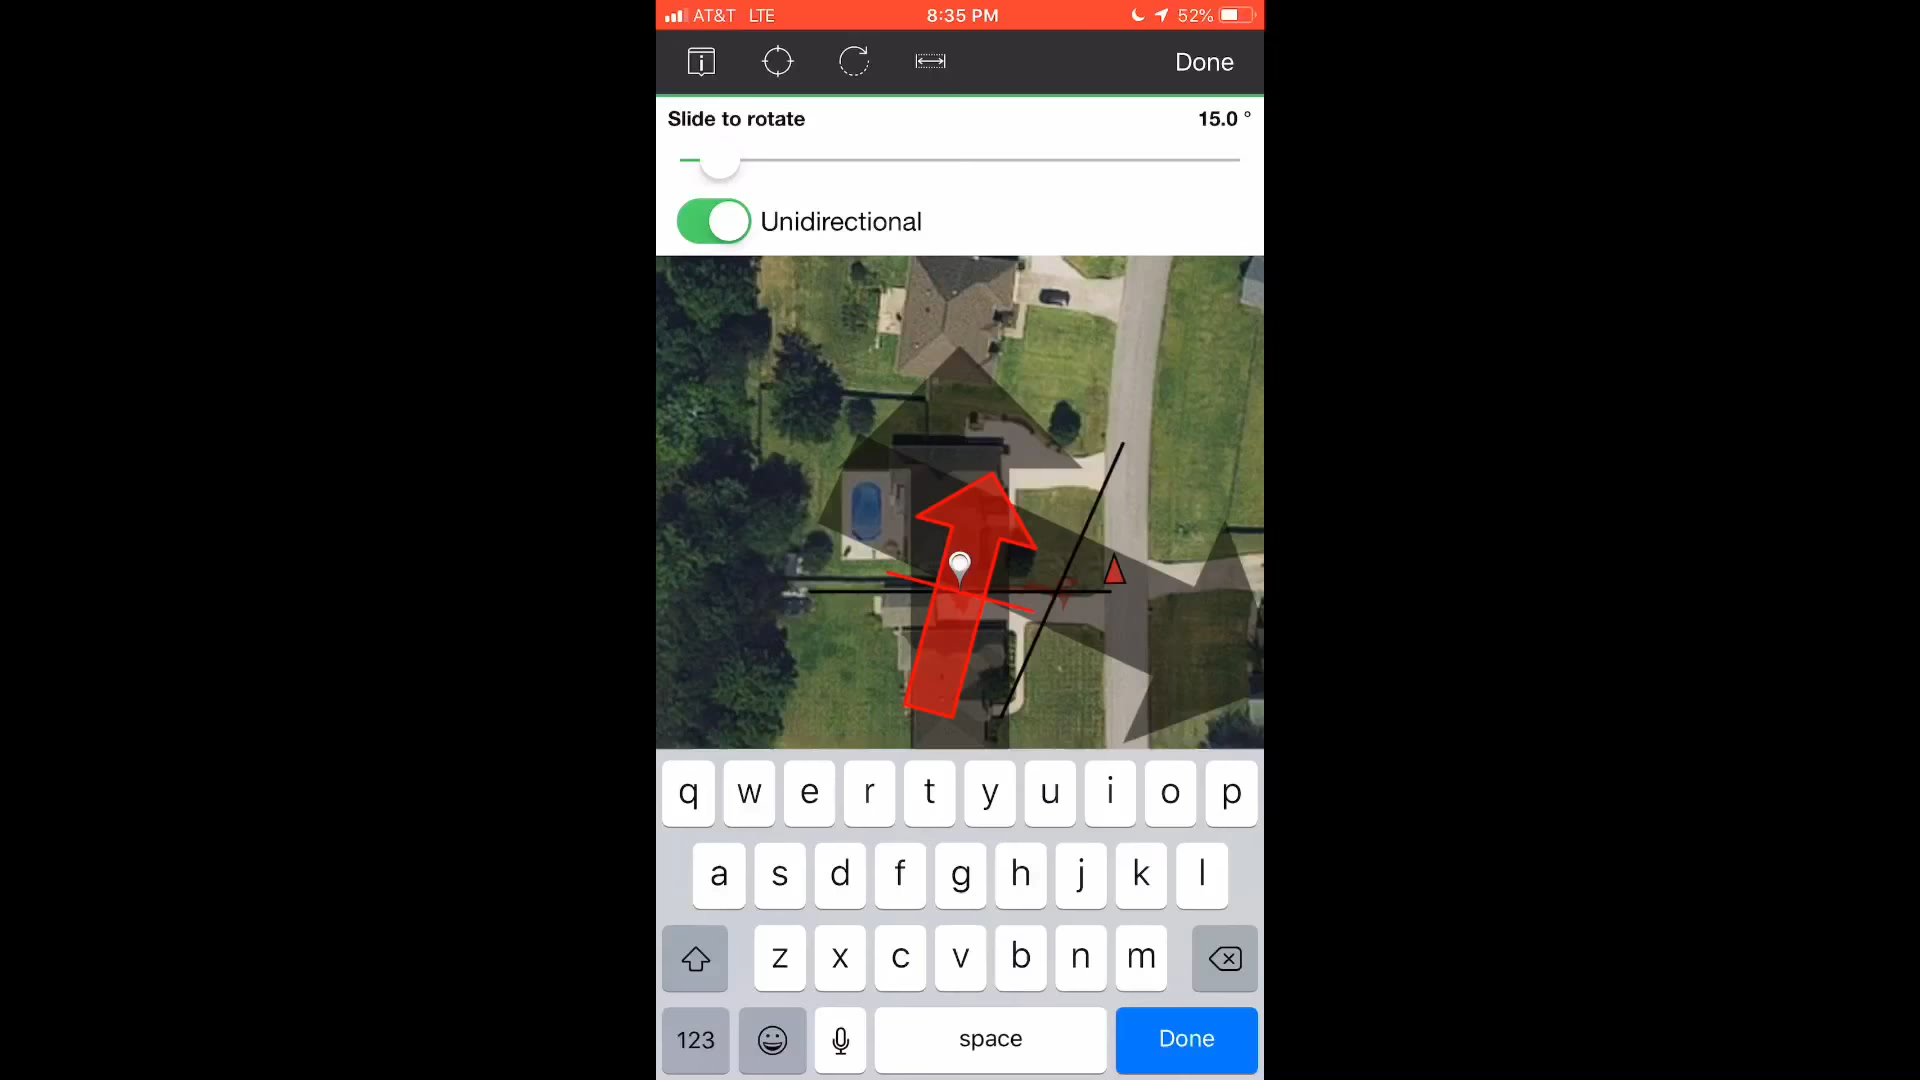 AT&T LTE 8:35 PM 52%
Done
Slide to rotate 15.0 °
Unidirectional
q w e r t y u i o p
a s d f g h j k l
z x c v b n m
123 space Done